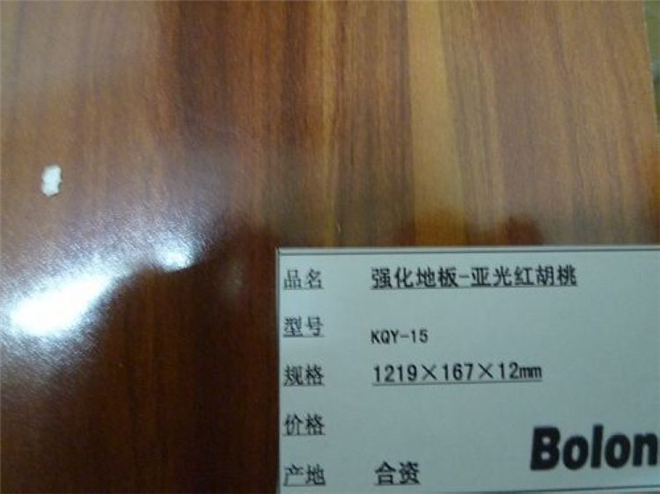 品名 强化地板-亚光红胡桃
型号 KQY-15
规格 1219×167×12mm
价格
产地 合资
Bolon